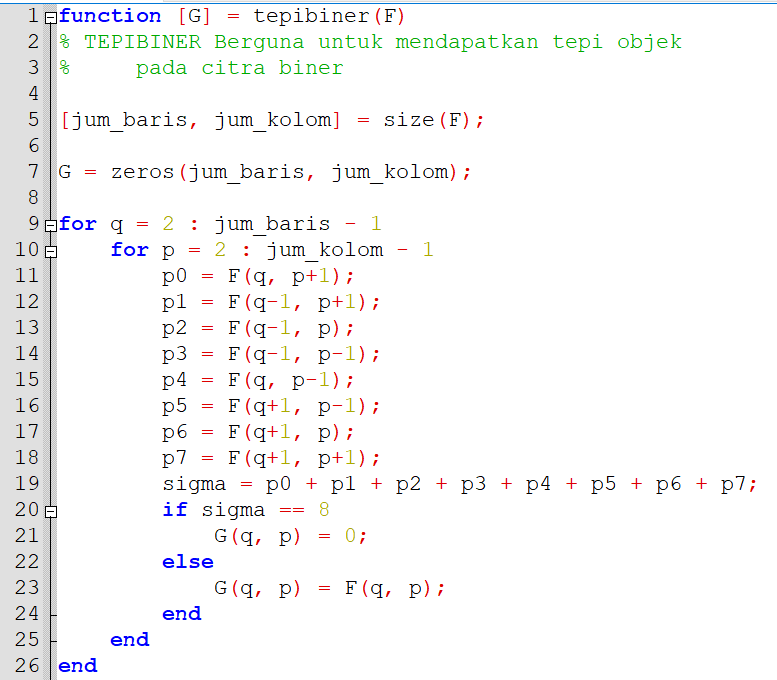 1 function [G] = tepibiner(F)
2 % TEPIBINER Berguna untuk mendapatkan tepi objek
3 %     pada citra biner
4
5 [jum_baris, jum_kolom] = size(F);
6
7 G = zeros(jum_baris, jum_kolom);
8
9 for q = 2 : jum_baris - 1
10     for p = 2 : jum_kolom - 1
11         p0 = F(q, p+1);
12         p1 = F(q-1, p+1);
13         p2 = F(q-1, p);
14         p3 = F(q-1, p-1);
15         p4 = F(q, p-1);
16         p5 = F(q+1, p-1);
17         p6 = F(q+1, p);
18         p7 = F(q+1, p+1);
19         sigma = p0 + p1 + p2 + p3 + p4 + p5 + p6 + p7;
20         if sigma == 8
21             G(q, p) = 0;
22         else
23             G(q, p) = F(q, p);
24         end
25     end
26 end